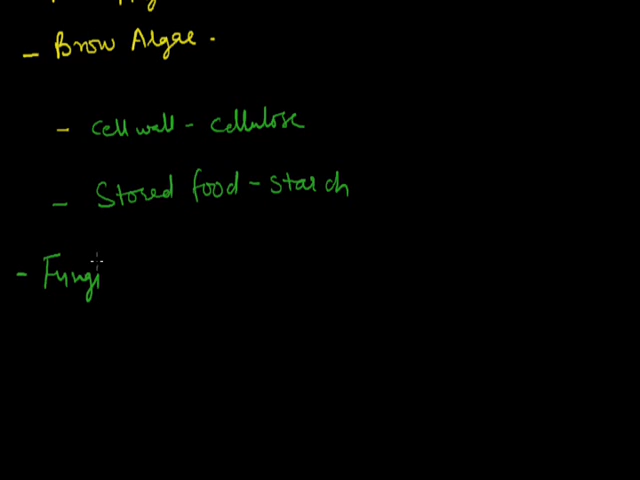 - Brow Algae.
- Cell wall - cellulose
- Stored food - starch
- Fungi